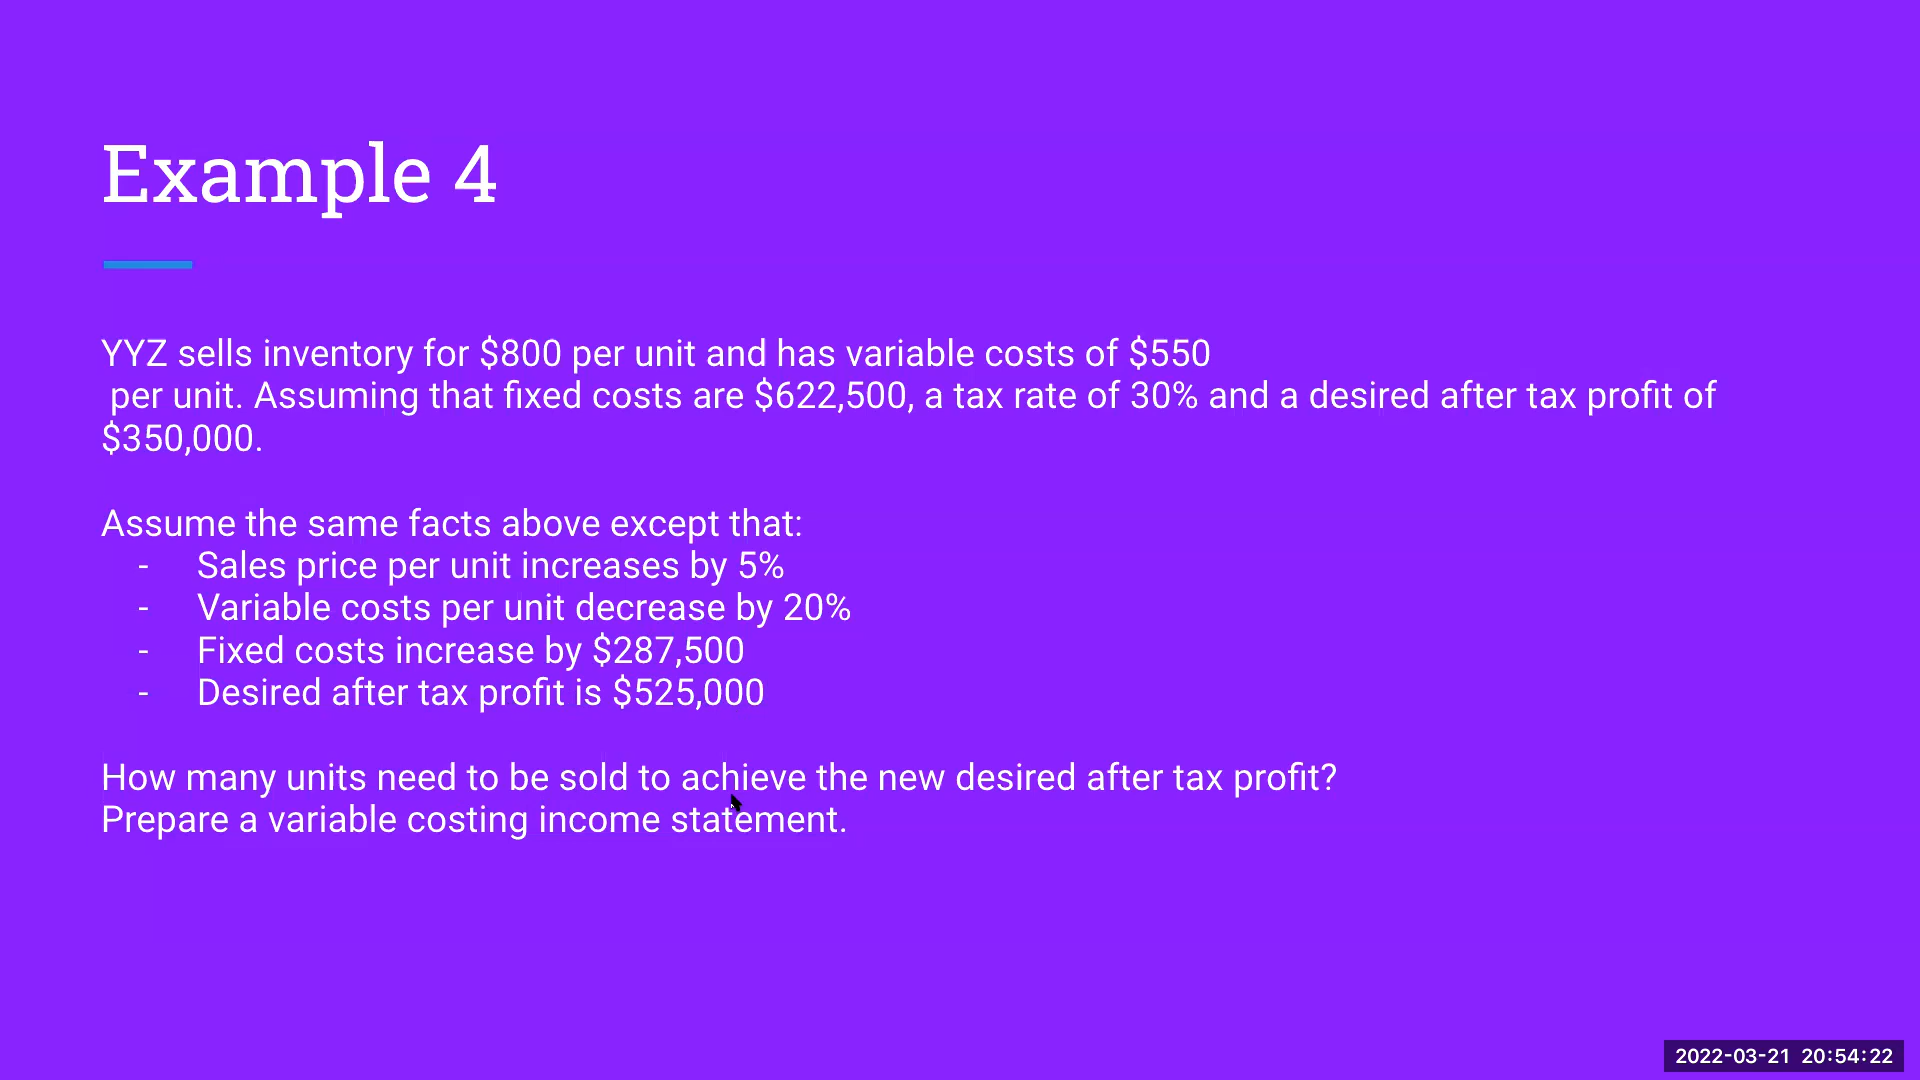 Example 4
YYZ sells inventory for $800 per unit and has variable costs of $550
per unit. Assuming that fixed costs are $622,500, a tax rate of 30% and a desired after tax profit of
$350,000.
Assume the same facts above except that:
- Sales price per unit increases by 5%
- Variable costs per unit decrease by 20%
- Fixed costs increase by $287,500
- Desired after tax profit is $525,000
How many units need to be sold to achieve the new desired after tax profit?
Prepare a variable costing income statement.
2022-03-21 20:54:22